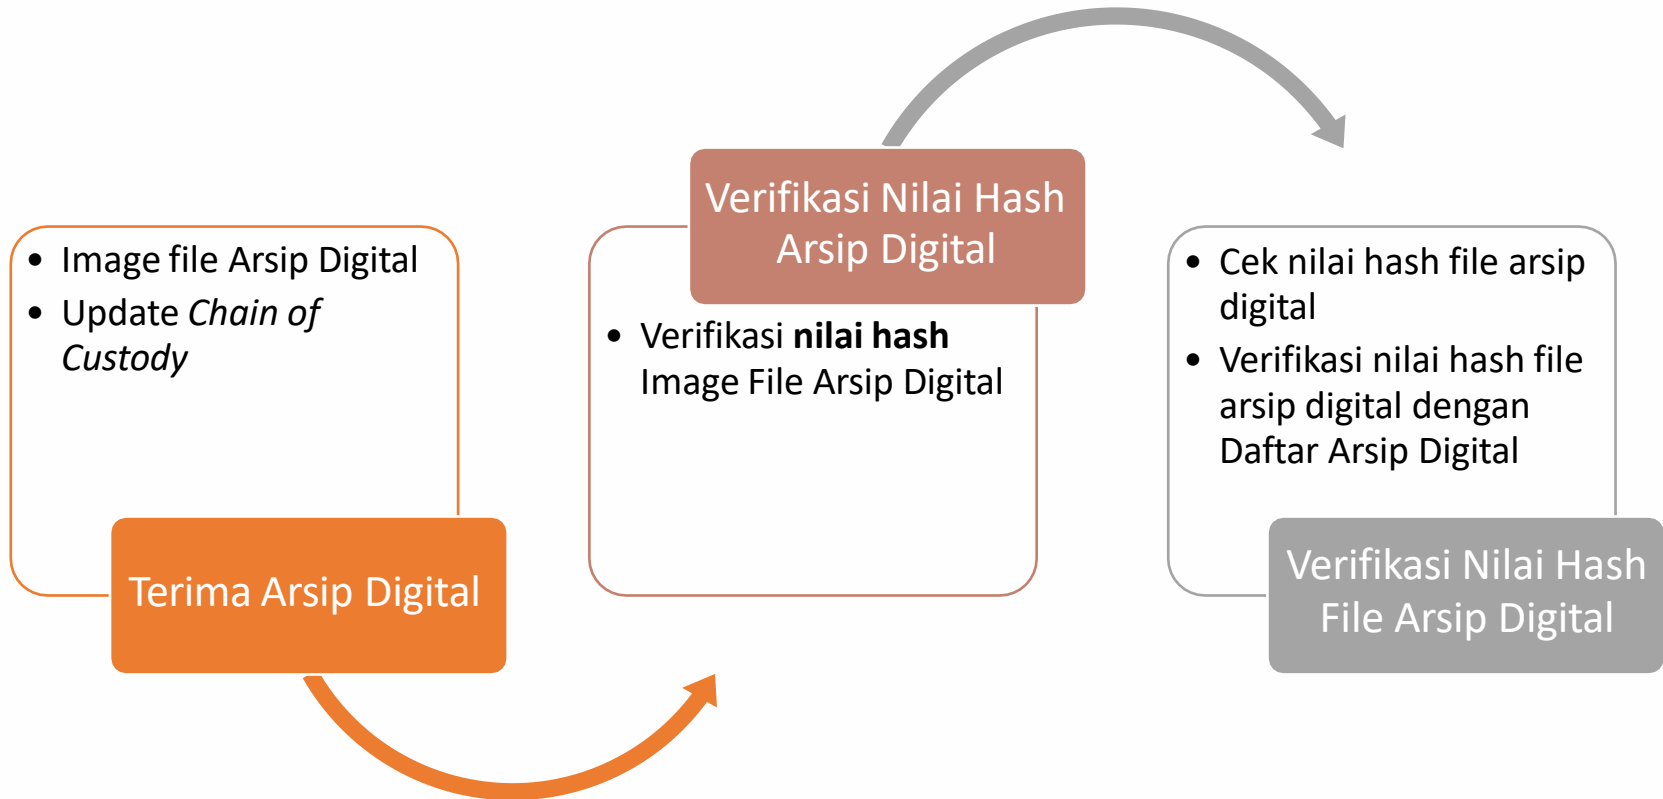 • Image file Arsip Digital
• Update Chain of
Custody
Terima Arsip Digital
Verifikasi Nilai Hash
Arsip Digital
• Verifikasi nilai hash
Image File Arsip Digital
• Cek nilai hash file arsip
digital
• Verifikasi nilai hash file
arsip digital dengan
Daftar Arsip Digital
Verifikasi Nilai Hash
File Arsip Digital